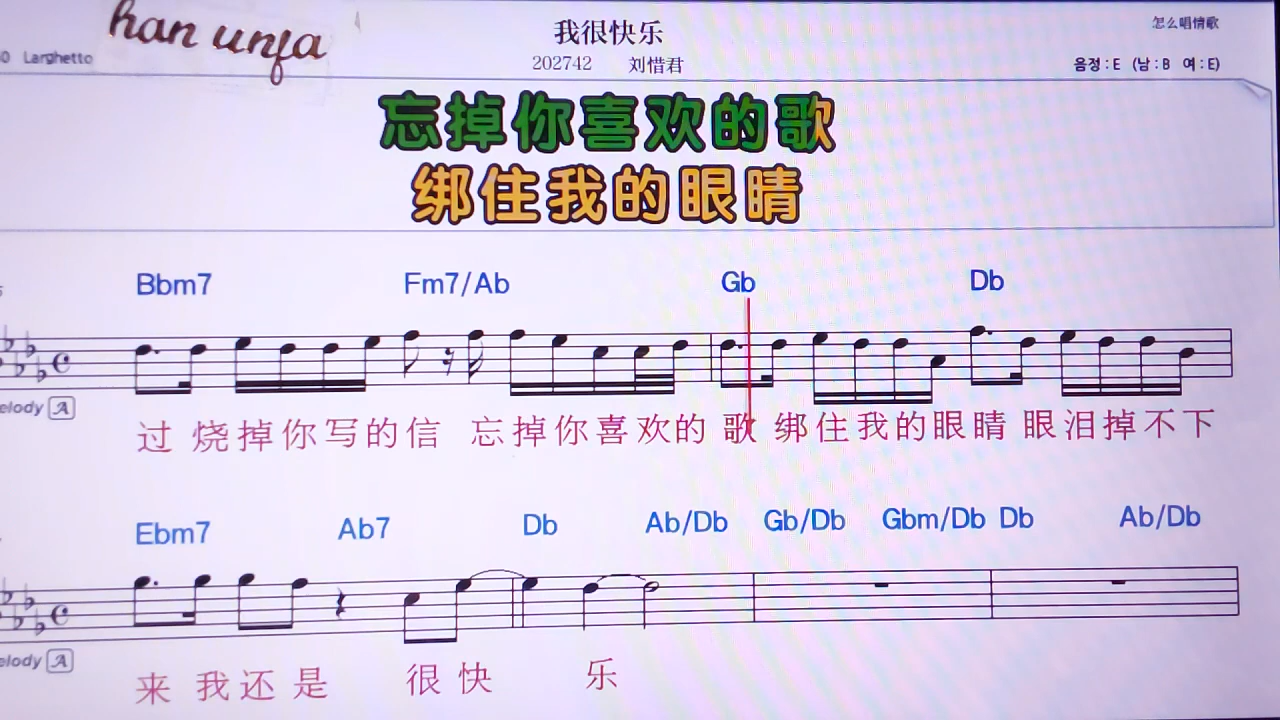 han unfa
我很快乐
怎么唱情歌
Larghetto
202742 刘惜君
음정 : E (남 : B 여 : E)
忘掉你喜欢的歌
绑住我的眼睛
Bbm7 Fm7/Ab Gb Db
A
过 烧掉你写的信 忘掉你喜欢的 歌 绑住我的眼睛 眼泪掉不下
Ebm7 Ab7 Db Ab/Db Gb/Db Gbm/Db Db Ab/Db
A
来 我还是 很快 乐